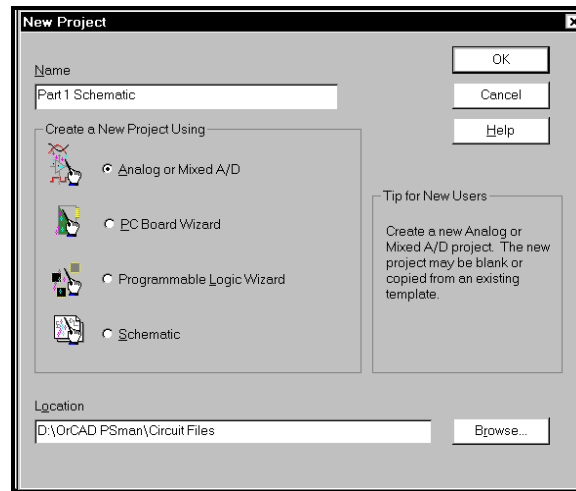 New Project
Name
Part 1 Schematic
OK
Cancel
Help
Create a New Project Using
Analog or Mixed A/D
PC Board Wizard
Programmable Logic Wizard
Schematic
Tip for New Users
Create a new Analog or
Mixed A/D project. The new
project may be blank or
copied from an existing
template.
Location
D:\OrCAD PSman\Circuit Files
Browse...